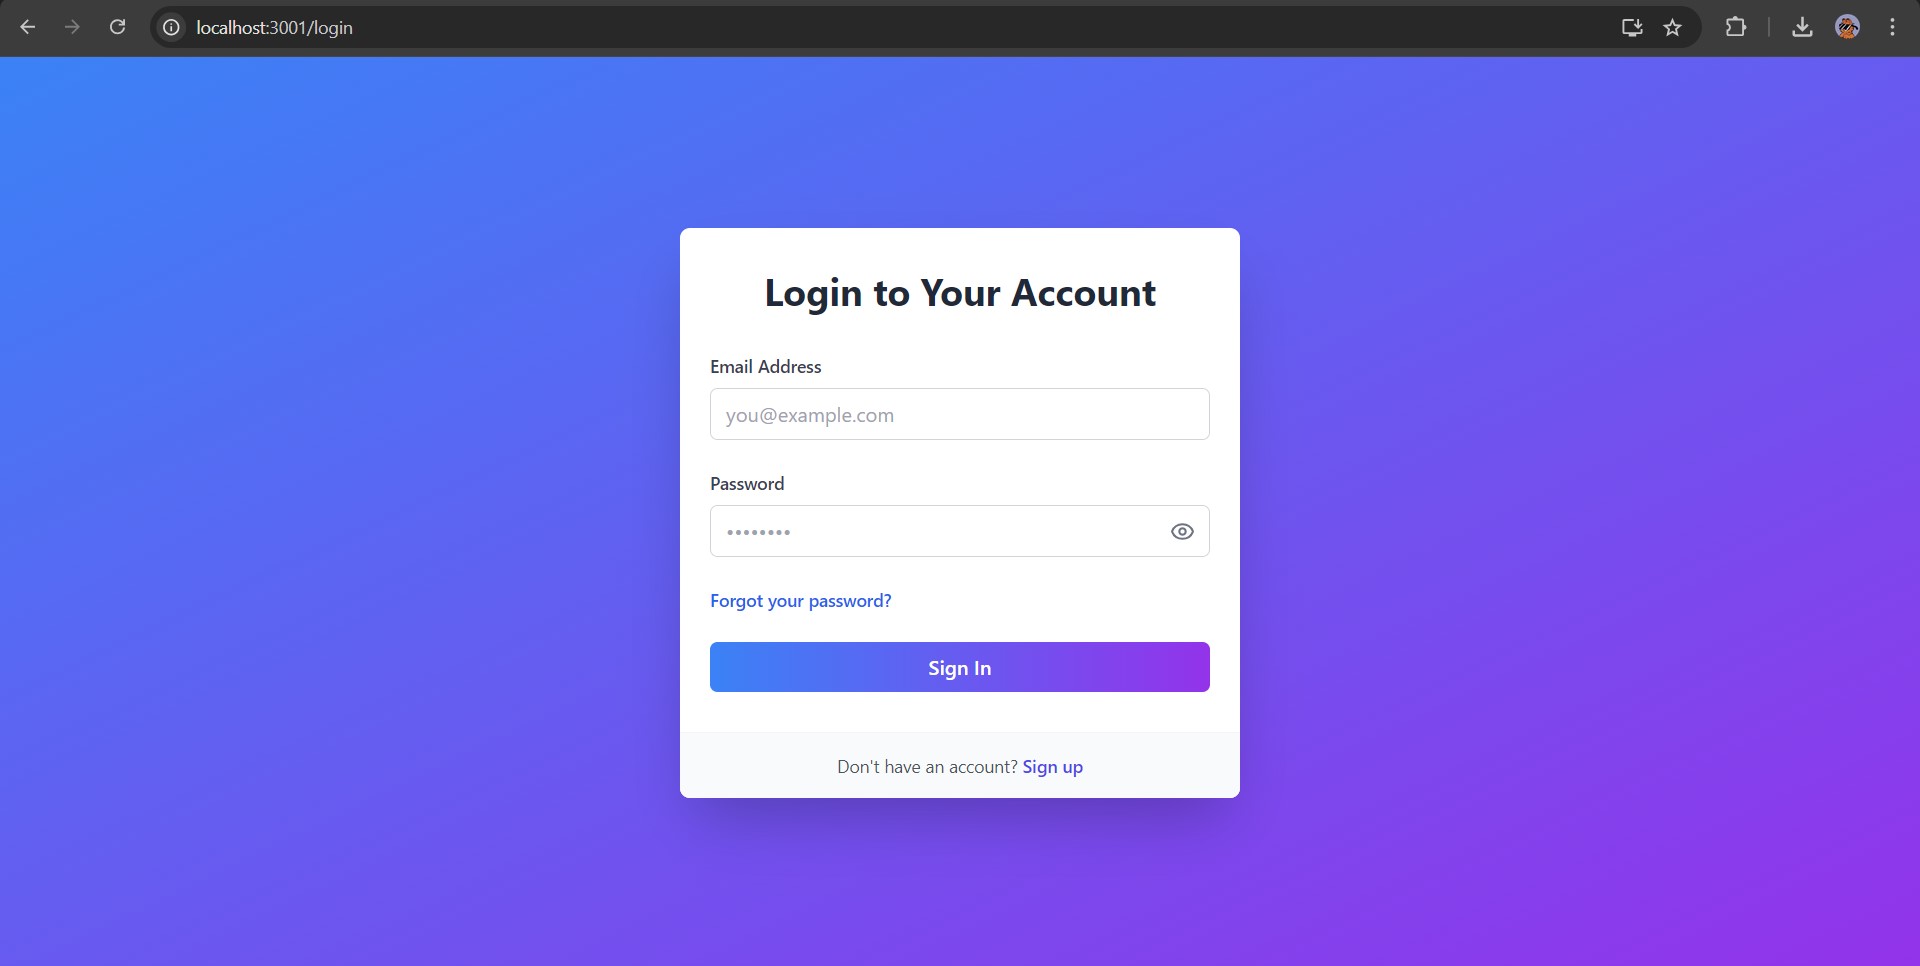 localhost:3001/login
Login to Your Account
Email Address
you@example.com
Password
••••••••
Forgot your password?
Sign In
Don't have an account? Sign up